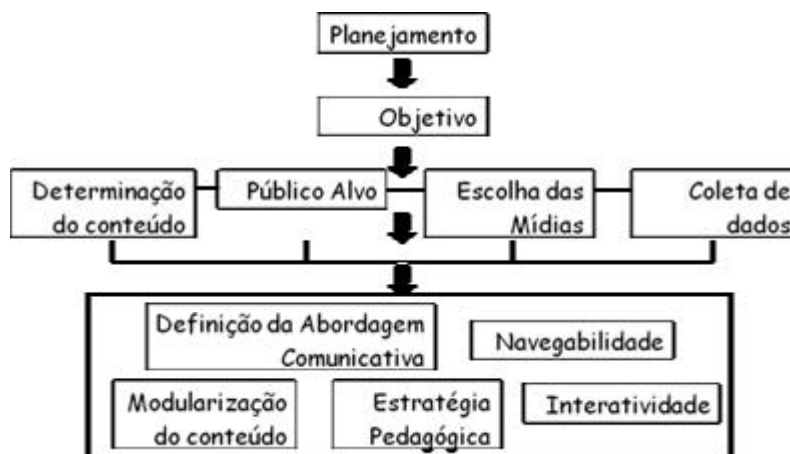 Planejamento
Objetivo
Determinação
do conteúdo
Público Alvo
Escolha das
Mídias
Coleta de
dados
Definição da Abordagem
Comunicativa
Navegabilidade
Modularização
do conteúdo
Estratégia
Pedagógica
Interatividade